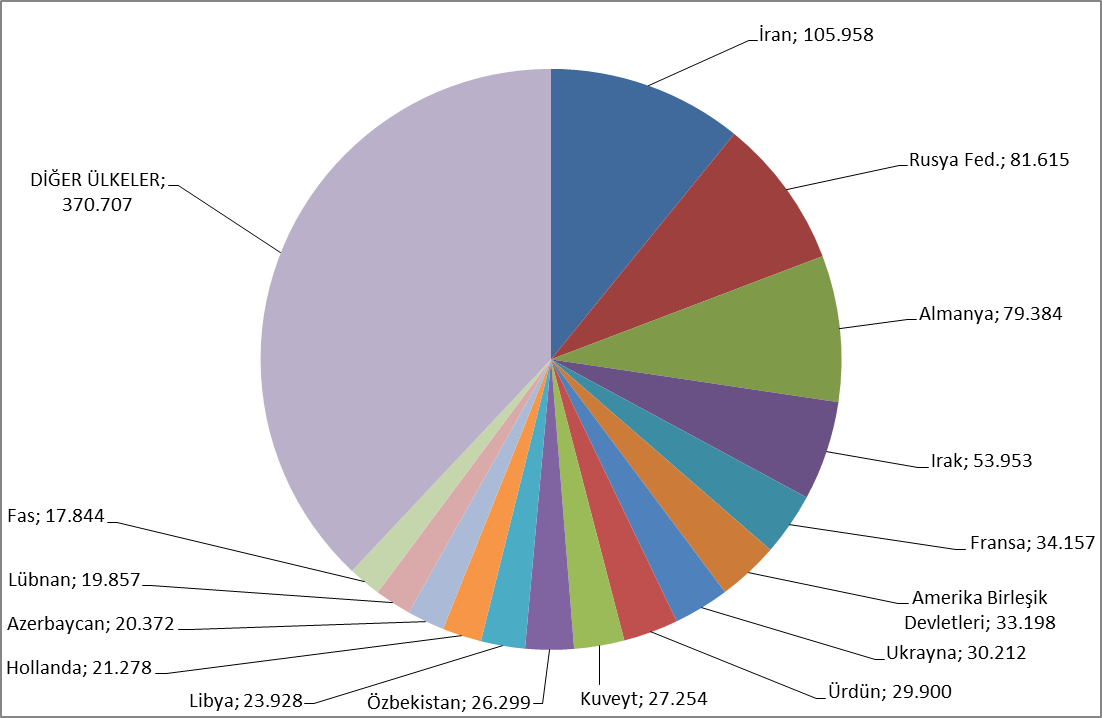 İran; 105.958
Rusya Fed.; 81.615
Almanya; 79.384
Irak; 53.953
Fransa; 34.157
Amerika Birleşik
Devletleri; 33.198
Ukrayna; 30.212
Ürdün; 29.900
Kuveyt; 27.254
Özbekistan; 26.299
Libya; 23.928
Hollanda; 21.278
Azerbaycan; 20.372
Lübnan; 19.857
Fas; 17.844
DİĞER ÜLKELER;
370.707